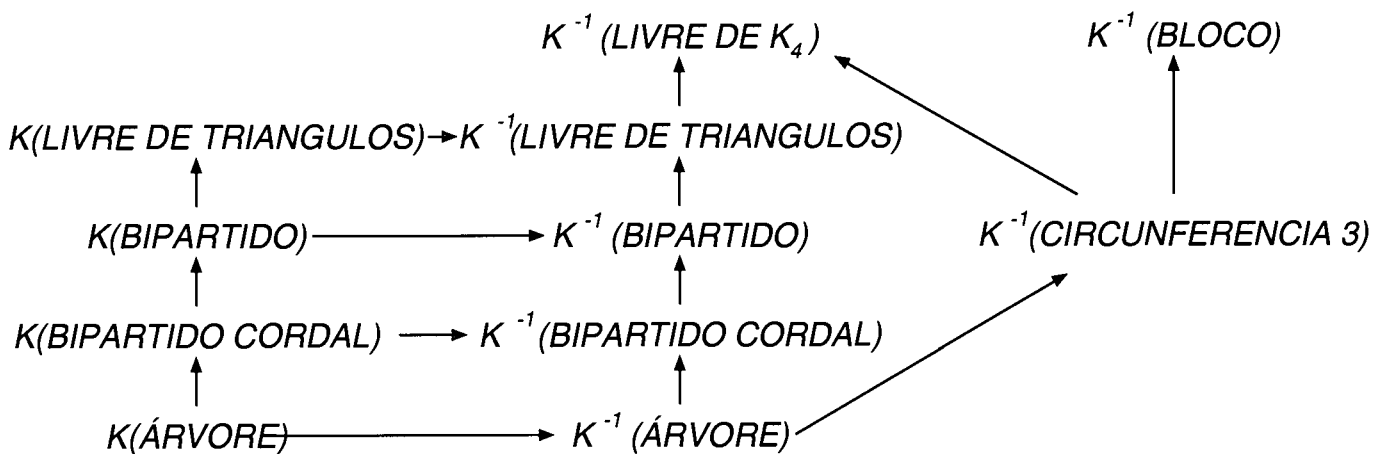 K⁻¹ (LIVRE DE K₄) K⁻¹ (BLOCO)
K(LIVRE DE TRIANGULOS) K⁻¹(LIVRE DE TRIANGULOS)
K(BIPARTIDO) K⁻¹ (BIPARTIDO) K⁻¹(CIRCUNFERENCIA 3)
K(BIPARTIDO CORDAL) K⁻¹ (BIPARTIDO CORDAL)
K(ÁRVORE) K⁻¹ (ÁRVORE)